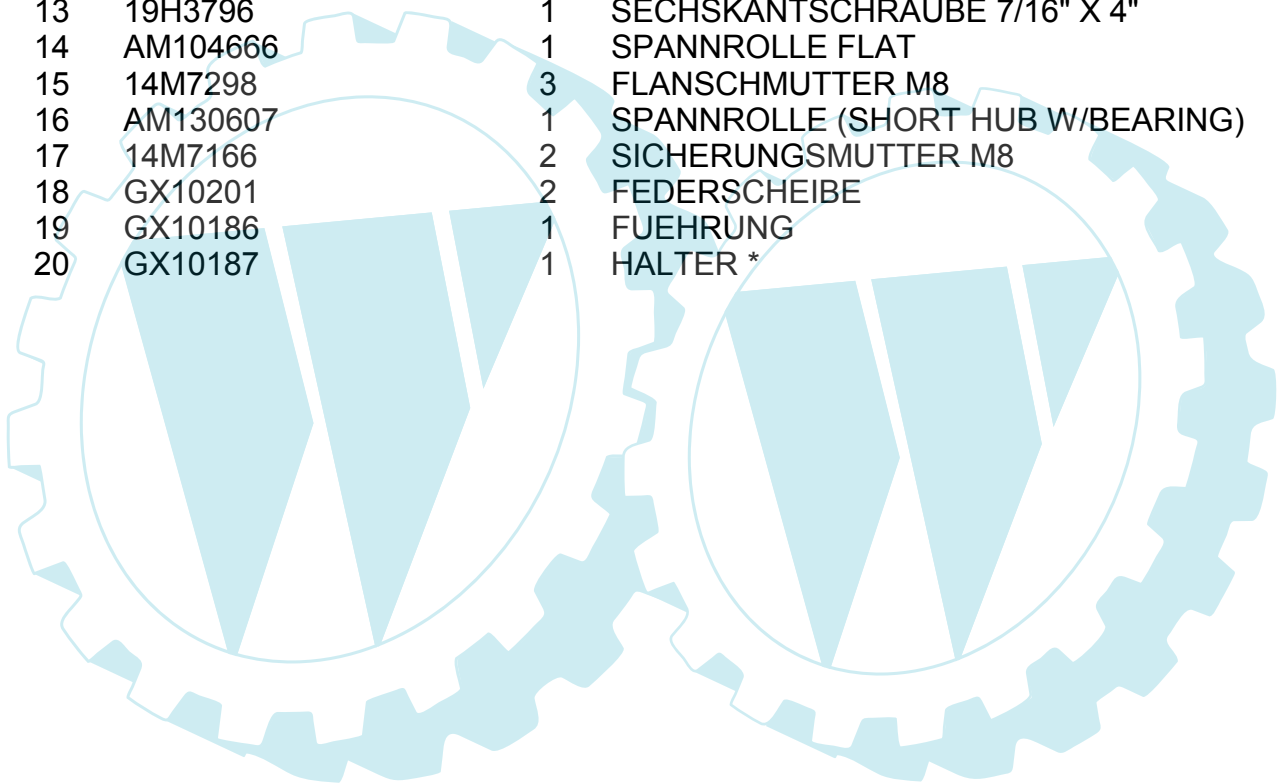 13 19H3796 1 SECHSKANTSCHRAUBE 7/16" X 4"
14 AM104666 1 SPANNROLLE FLAT
15 14M7298 3 FLANSCHMUTTER M8
16 AM130607 1 SPANNROLLE (SHORT HUB W/BEARING)
17 14M7166 2 SICHERUNGSMUTTER M8
18 GX10201 2 FEDERSCHEIBE
19 GX10186 1 FUEHRUNG
20 GX10187 1 HALTER *